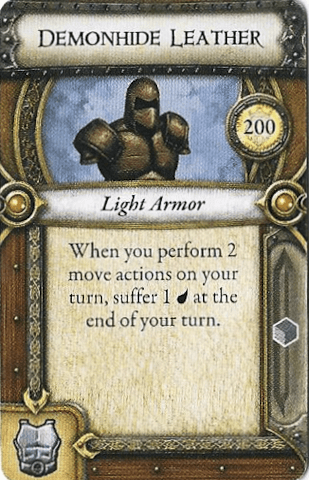 DEMONHIDE LEATHER
200
Light Armor
When you perform 2
move actions on your
turn, suffer 1 at the
end of your turn.